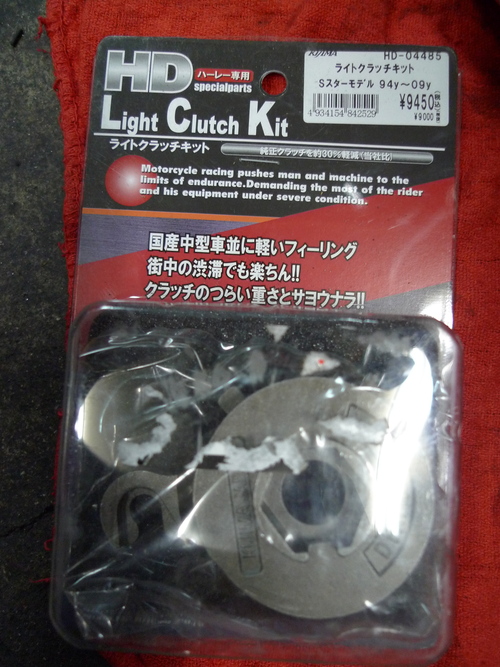 KIJIMA HD-04485
ライトクラッチキット
Sスターモデル 94y～09y
¥9450(税込)
¥9000
4 934154 842529
HD ハーレー専用
specialparts
Light Clutch Kit
ライトクラッチキット
純正クラッチを約30%軽減(当社比)
Motorcycle racing pushes man and machine to the
limits of endurance.Demanding the most of the rider
and his equipment under severe condition.
国産中型車並に軽いフィーリング
街中の渋滞でも楽ちん!!
クラッチのつらい重さとサヨウナラ!!